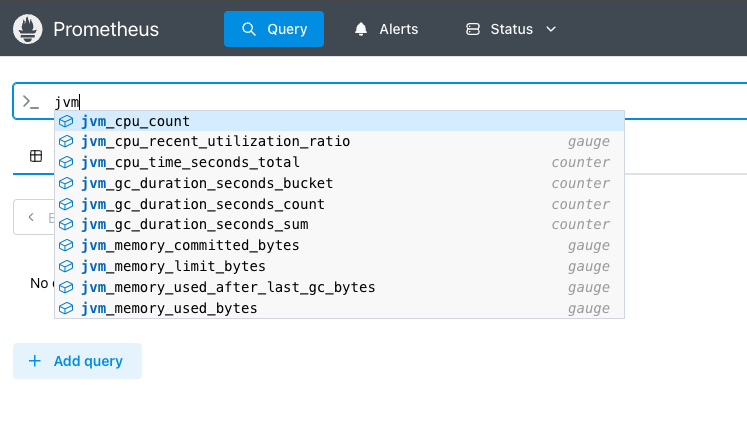 Prometheus
Query
Alerts
Status
>_ jvm
jvm_cpu_count
jvm_cpu_recent_utilization_ratio gauge
jvm_cpu_time_seconds_total counter
jvm_gc_duration_seconds_bucket counter
jvm_gc_duration_seconds_count counter
jvm_gc_duration_seconds_sum counter
jvm_memory_committed_bytes gauge
jvm_memory_limit_bytes gauge
jvm_memory_used_after_last_gc_bytes gauge
jvm_memory_used_bytes gauge
No
+ Add query